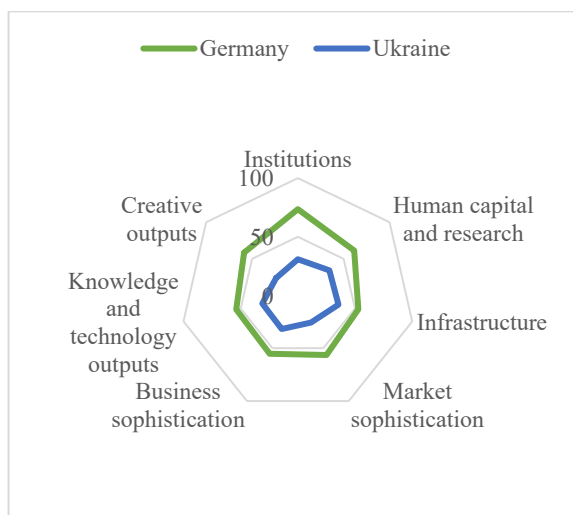 Germany
Ukraine
Institutions
100
50
0
Human capital
and research
Infrastructure
Market
sophistication
Business
sophistication
Knowledge
and
technology
outputs
Creative
outputs